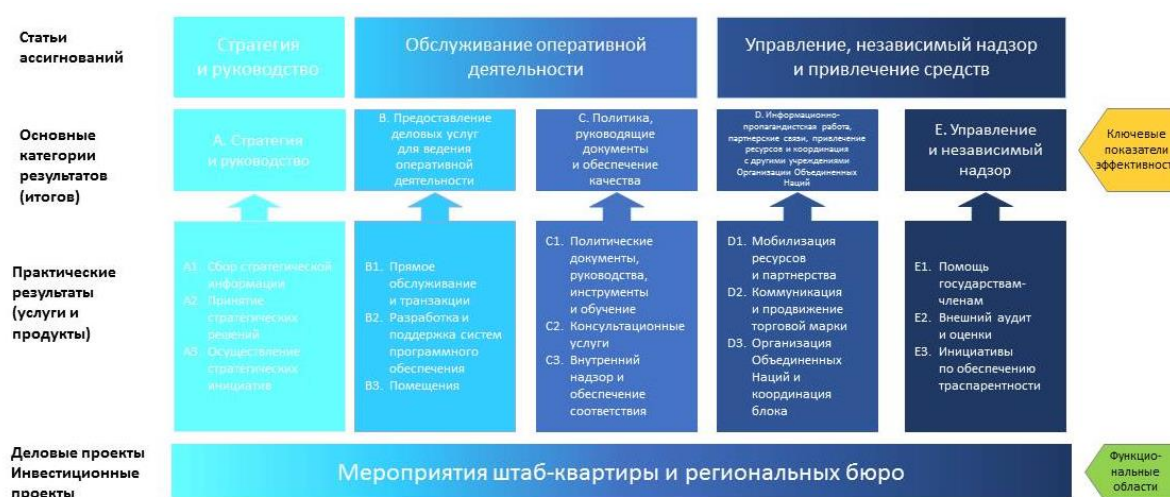 Статьи
ассигнований
Стратегия
и руководство
Обслуживание оперативной
деятельности
Управление, независимый надзор
и привлечение средств
Основные
категории
результатов
(итогов)
A. Стратегия
и руководство
B. Предоставление
деловых услуг
для ведения
оперативной
деятельности
C. Политика,
руководящие
документы
и обеспечение
качества
D. Информационно-
пропагандистская работа,
партнерские связи, привлечение
ресурсов и координация
с другими учреждениями
Организации Объединенных
Наций
E. Управление
и независимый
надзор
Ключевые
показатели
эффективност
Практические
результаты
(услуги и
продукты)
A1. Сбор стратегической
информации
A2. Принятие
стратегических
решений
A3. Осуществление
стратегических
инициатив
B1. Прямое
обслуживание
и транзакции
B2. Разработка и
поддержка систем
программного
обеспечения
B3. Помещения
C1. Политические
документы,
руководства,
инструменты
и обучение
C2. Консультационные
услуги
C3. Внутренний
надзор и
обеспечение
соответствия
D1. Мобилизация
ресурсов
и партнерства
D2. Коммуникация
и продвижение
торговой марки
D3. Организация
Объединенных
Наций и
координация
блока
E1. Помощь
государствам-
членам
E2. Внешний аудит
и оценки
E3. Инициативы
по обеспечению
траспарентности
Деловые проекты
Инвестиционные
проекты
Мероприятия штаб-квартиры и региональных бюро
Функцио-
нальные
области